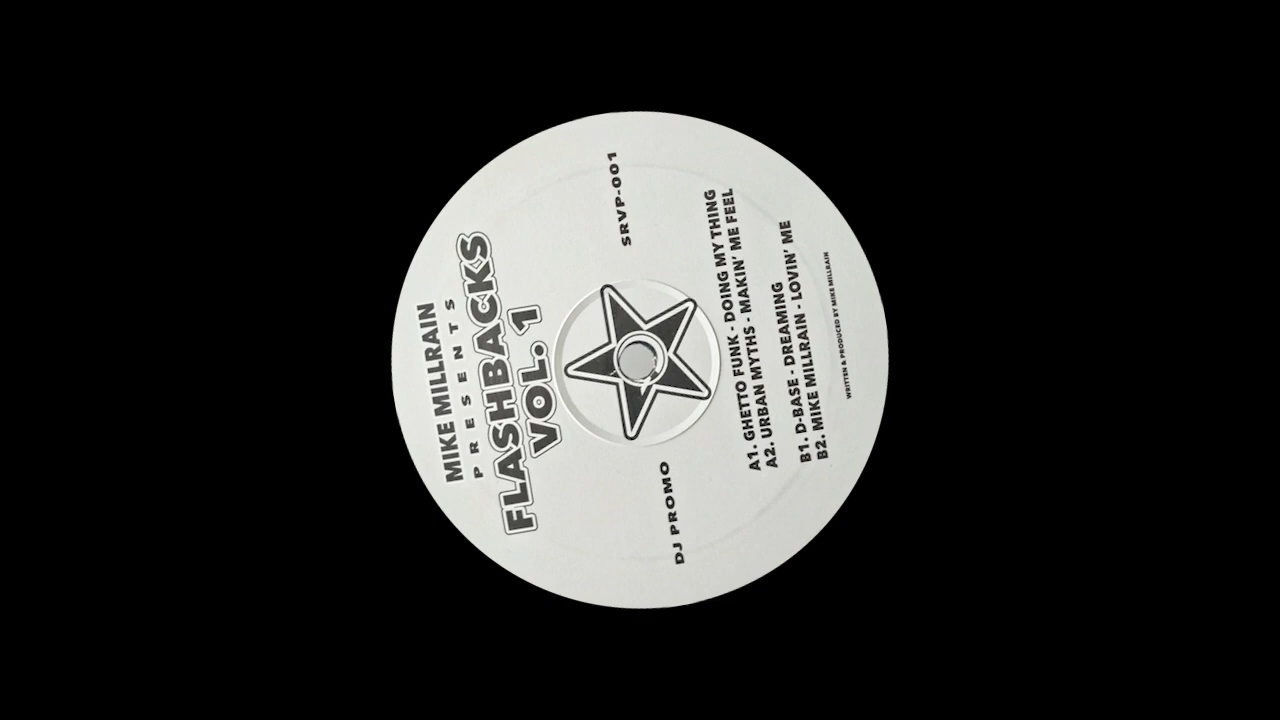 MIKE MILLRAIN
PRESENTS
FLASHBACKS
VOL. 1
DJ PROMO
SRVP-001
A1. GHETTO FUNK - DOING MY THING
A2. URBAN MYTHS - MAKIN' ME FEEL
B1. D-BASE - DREAMING
B2. MIKE MILLRAIN - LOVIN' ME
WRITTEN & PRODUCED BY MIKE MILLRAIN